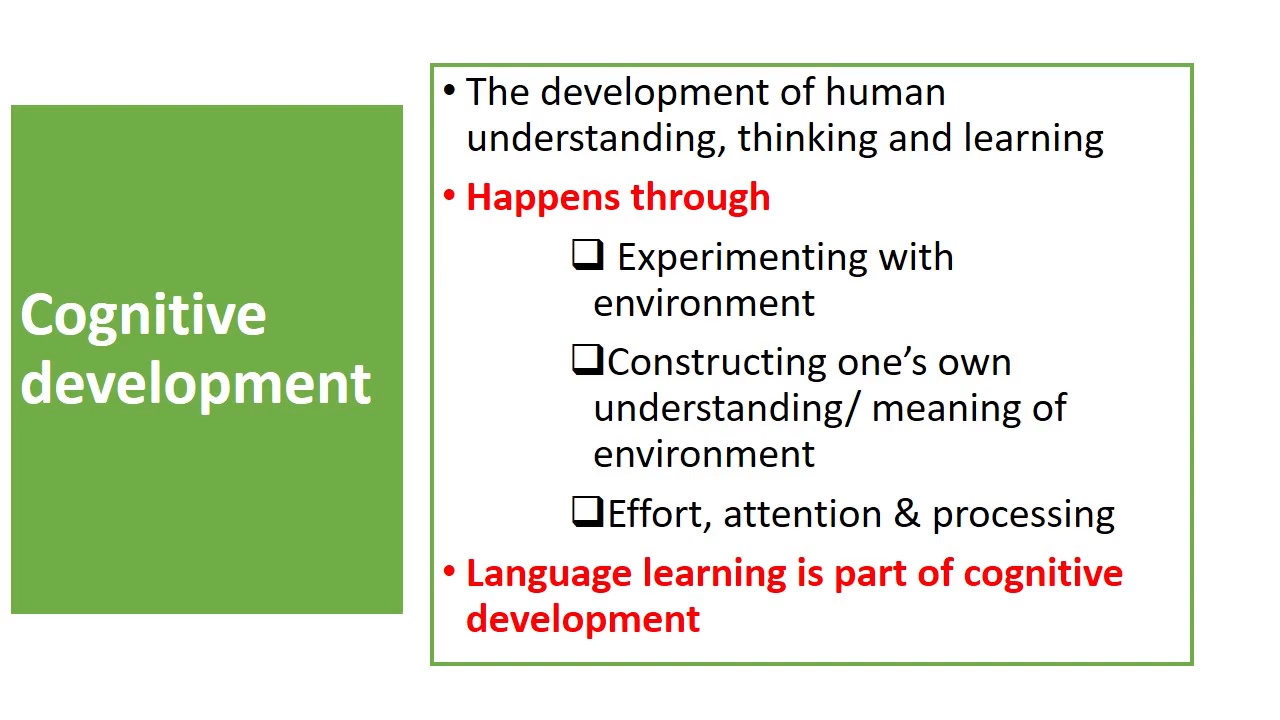 Cognitive
development
• The development of human
understanding, thinking and learning
• Happens through
❑ Experimenting with
environment
❑Constructing one’s own
understanding/ meaning of
environment
❑Effort, attention & processing
• Language learning is part of cognitive
development